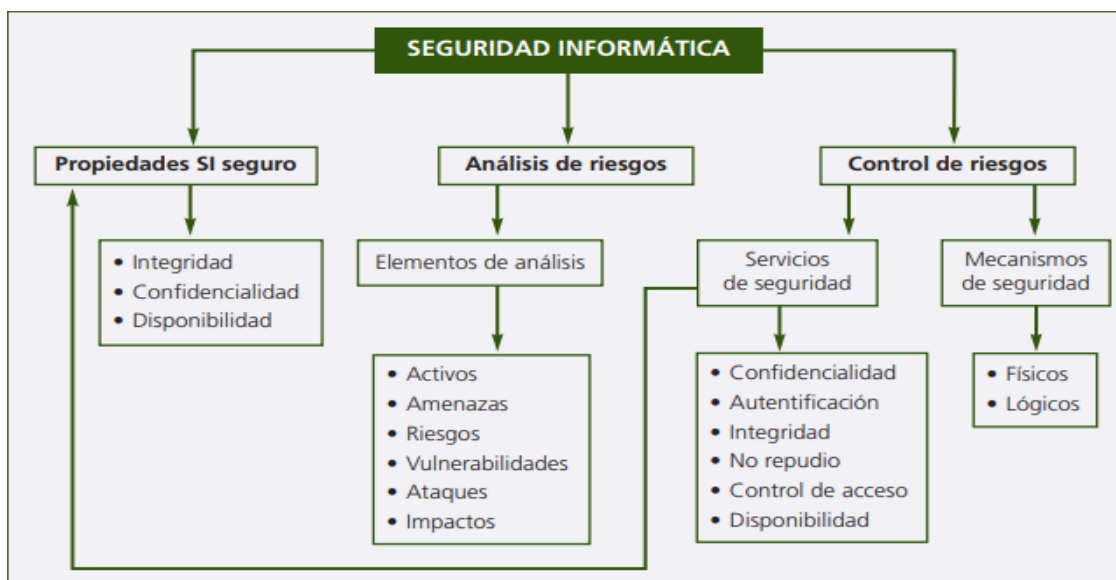 SEGURIDAD INFORMÁTICA
Propiedades SI seguro
• Integridad
• Confidencialidad
• Disponibilidad
Análisis de riesgos
Elementos de análisis
• Activos
• Amenazas
• Riesgos
• Vulnerabilidades
• Ataques
• Impactos
Control de riesgos
Servicios
de seguridad
• Confidencialidad
• Autentificación
• Integridad
• No repudio
• Control de acceso
• Disponibilidad
Mecanismos
de seguridad
• Físicos
• Lógicos